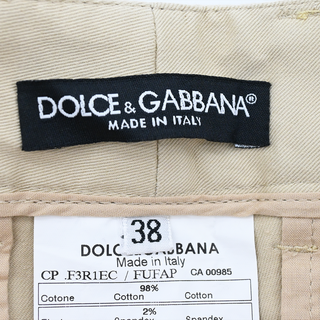 DOLCE & GABBANA®
MADE IN ITALY
38
DOLCE & GABBANA
Made in Italy
CP .F3R1EC / FUFAP CA 00985
98%
Cotone Cotton Cotton
2%
Spandex